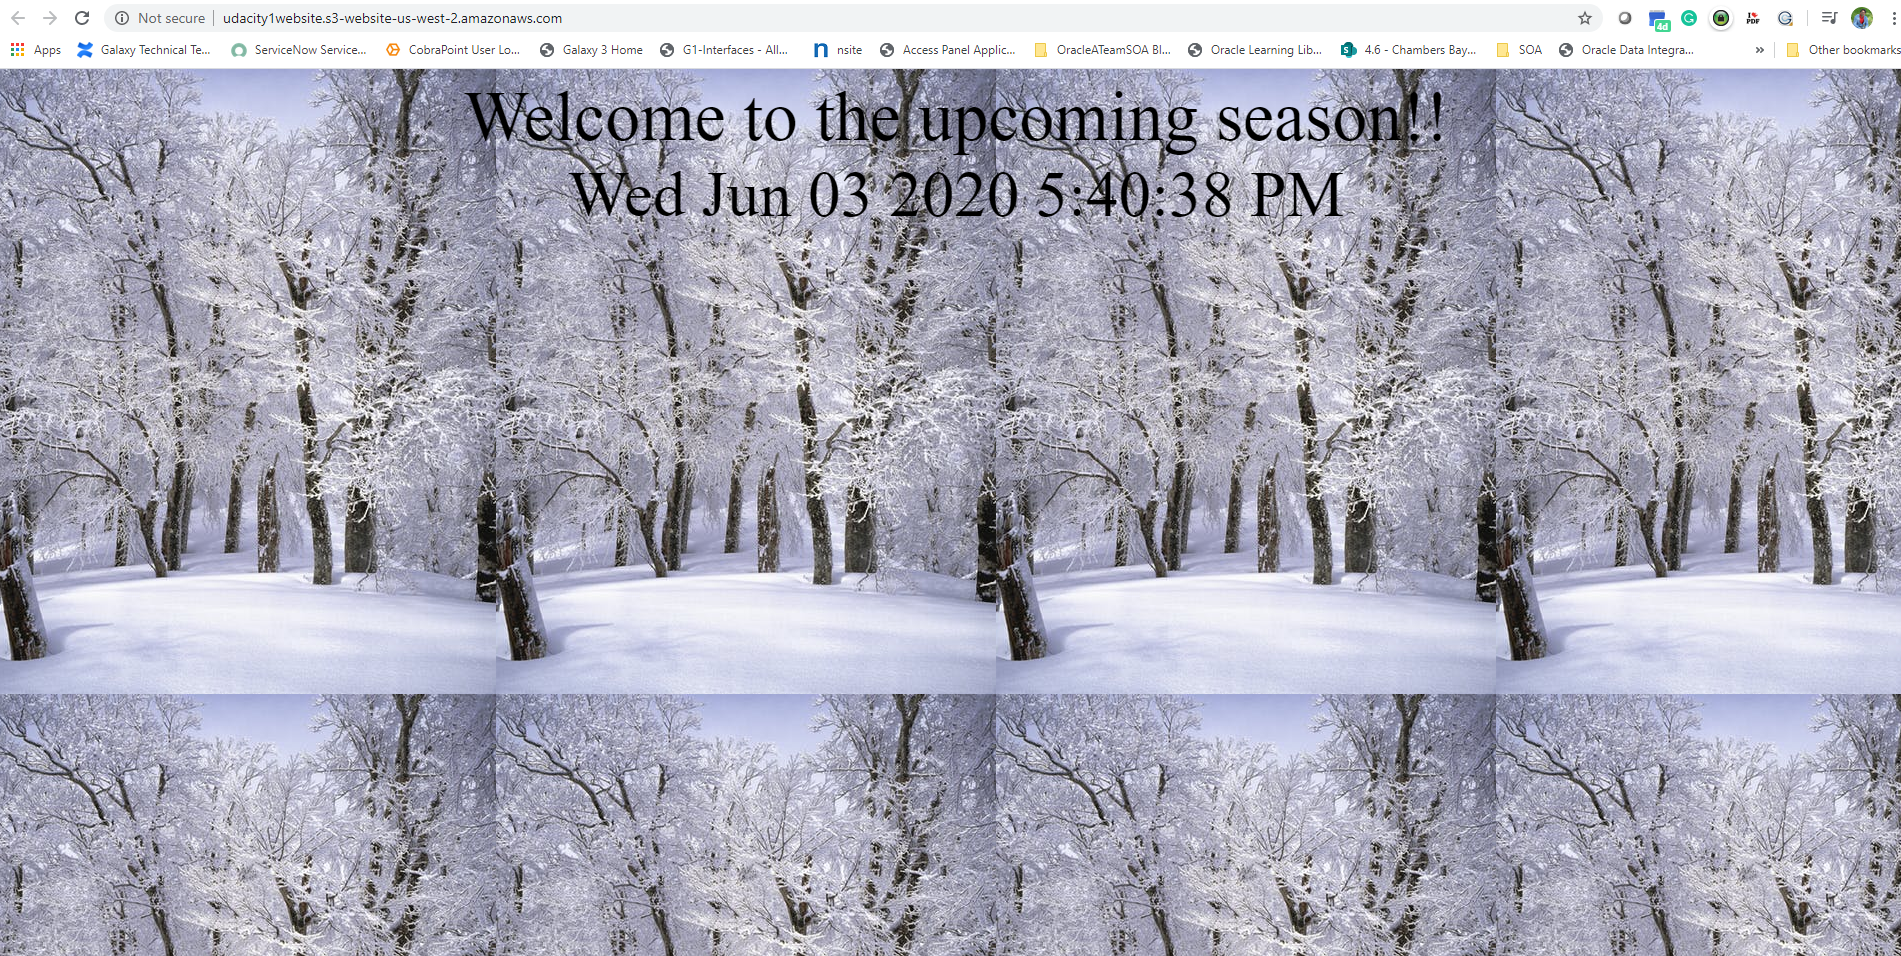 Not secure udacity1website.s3-website-us-west-2.amazonaws.com
4d
PDF
Apps Galaxy Technical Te... ServiceNow Service... CobraPoint User Lo... Galaxy 3 Home G1-Interfaces - All... n nsite Access Panel Applic... OracleATeamSOA Bl... Oracle Learning Lib... S 4.6 - Chambers Bay... SOA Oracle Data Integra... » Other bookmarks
Welcome to the upcoming season!!
Wed Jun 03 2020 5:40:38 PM